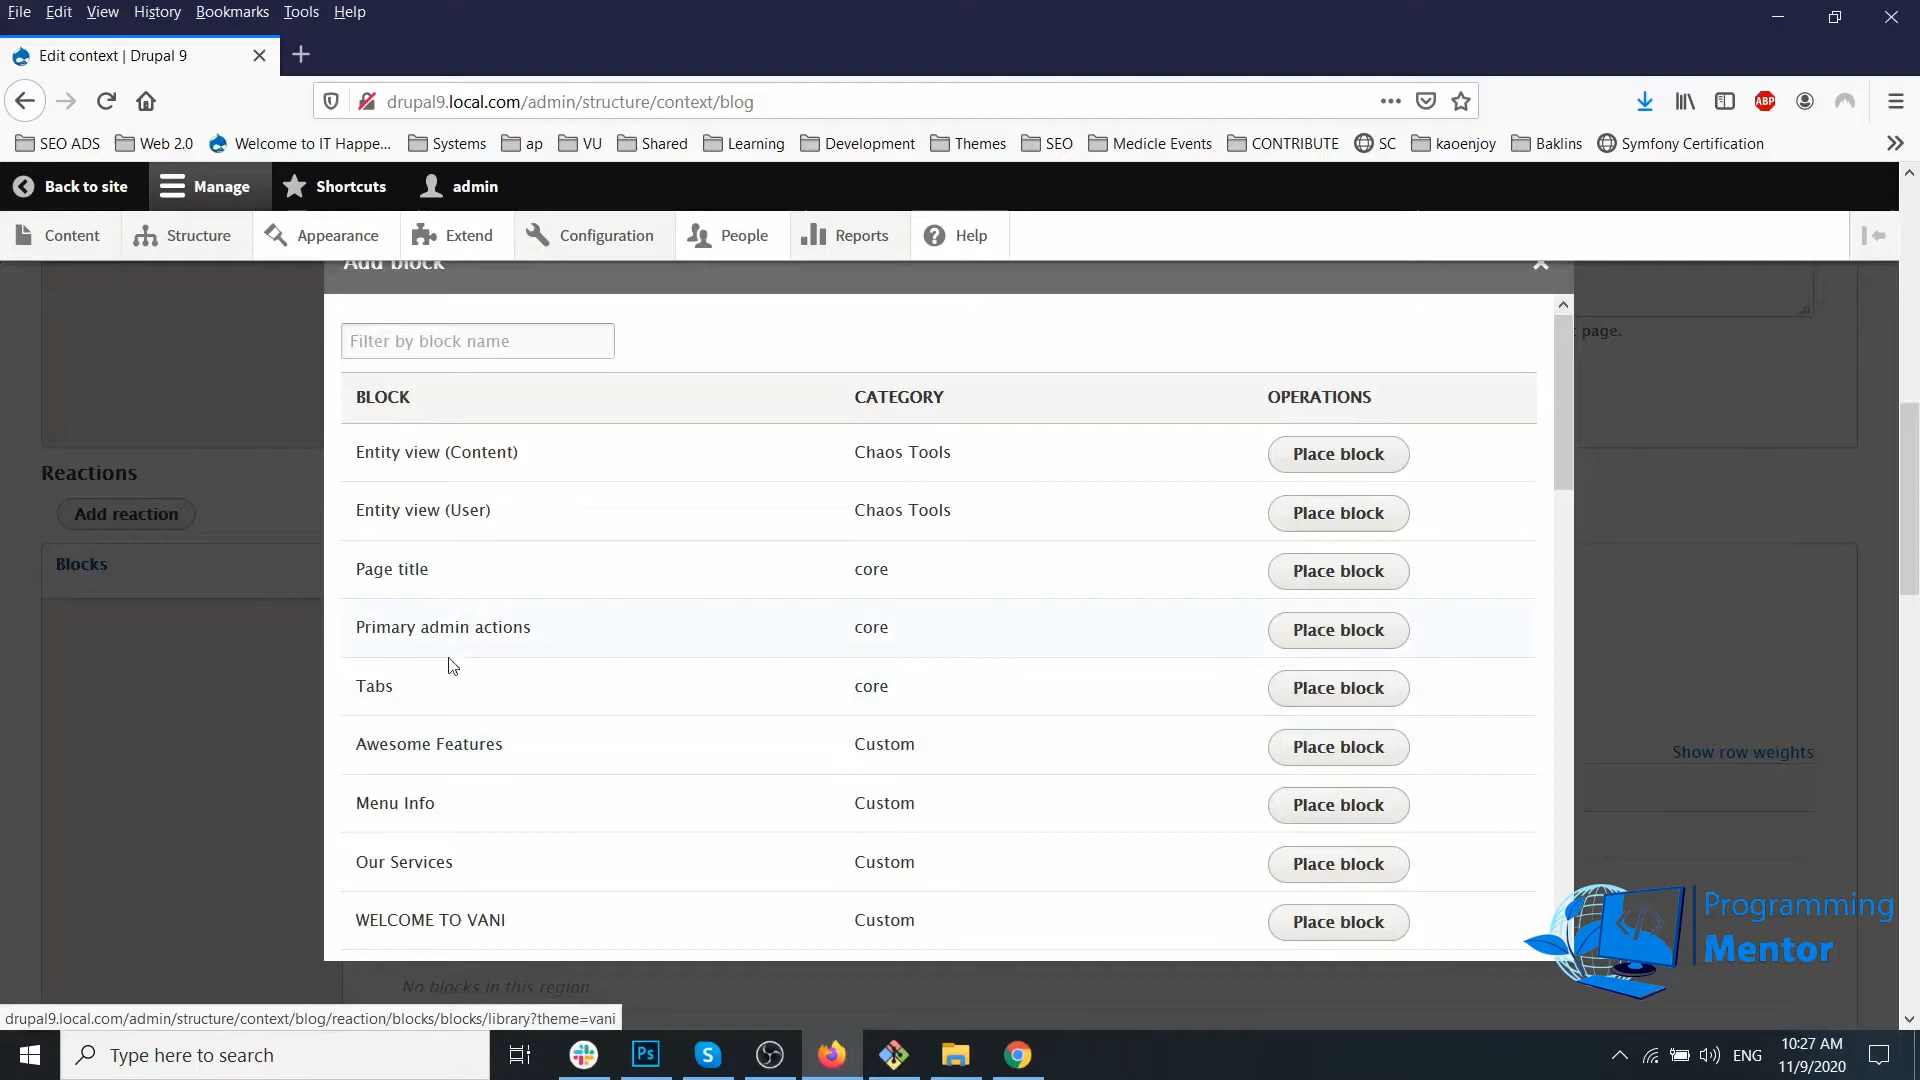 File Edit View History Bookmarks Tools Help
Edit context | Drupal 9
drupal9.local.com/admin/structure/context/blog
ABP
SEO ADS Web 2.0 Welcome to IT Happe... Systems ap VU Shared Learning Development Themes SEO Medicle Events CONTRIBUTE SC kaoenjoy Baklins Symfony Certification
Back to site Manage Shortcuts admin
Content Structure Appearance Extend Configuration People Reports Help
Add block
Filter by block name
page.
BLOCK CATEGORY OPERATIONS
Entity view (Content) Chaos Tools Place block
Reactions
Add reaction
Entity view (User) Chaos Tools Place block
Blocks
Page title core Place block
Primary admin actions core Place block
Tabs core Place block
Show row weights
Awesome Features Custom Place block
Menu Info Custom Place block
Our Services Custom Place block
WELCOME TO VANI Custom Place block
Programming
Mentor
No blocks in this region
drupal9.local.com/admin/structure/context/blog/reaction/blocks/blocks/library?theme=vani
Type here to search
Ps
ENG
10:27 AM
11/9/2020